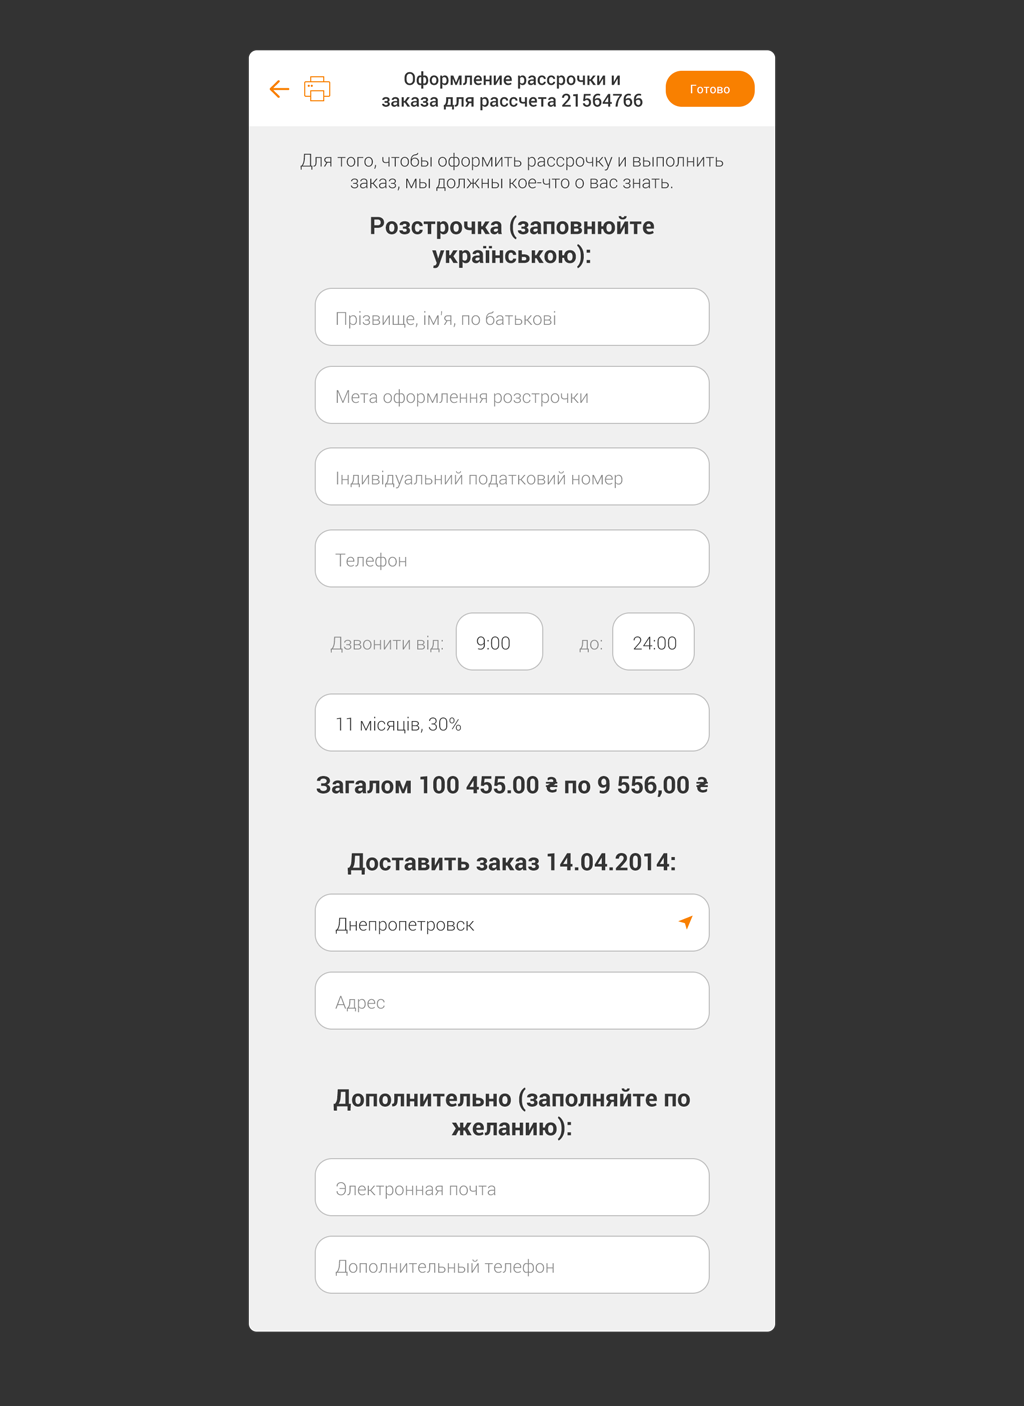 Оформление рассрочки и
заказа для рассчета 21564766
Готово
Для того, чтобы оформить рассрочку и выполнить
заказ, мы должны кое-что о вас знать.
Розстрочка (заповнюйте
українською):
Прізвище, ім'я, по батькові
Мета оформлення розстрочки
Індивідуальний податковий номер
Телефон
Дзвонити від: 9:00 до: 24:00
11 місяців, 30%
Загалом 100 455.00 ₴ по 9 556,00 ₴
Доставить заказ 14.04.2014:
Днепропетровск
Адрес
Дополнительно (заполняйте по
желанию):
Электронная почта
Дополнительный телефон